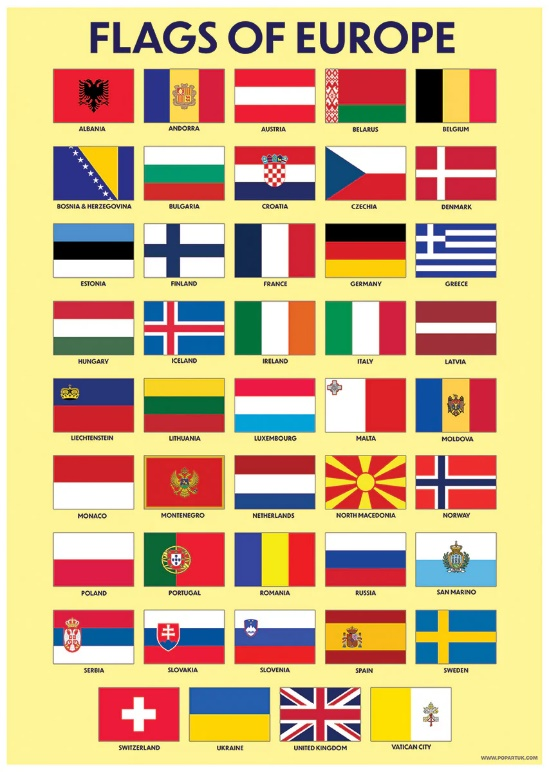 FLAGS OF EUROPE
ALBANIA
ANDORRA
AUSTRIA
BELARUS
BELGIUM
BOSNIA & HERZEGOVINA
BULGARIA
CROATIA
CZECHIA
DENMARK
ESTONIA
FINLAND
FRANCE
GERMANY
GREECE
HUNGARY
ICELAND
IRELAND
ITALY
LATVIA
LIECHTENSTEIN
LITHUANIA
LUXEMBOURG
MALTA
MOLDOVA
MONACO
MONTENEGRO
NETHERLANDS
NORTH MACEDONIA
NORWAY
POLAND
PORTUGAL
ROMANIA
RUSSIA
SAN MARINO
SERBIA
SLOVAKIA
SLOVENIA
SPAIN
SWEDEN
SWITZERLAND
UKRAINE
UNITED KINGDOM
VATICAN CITY
WWW.POPARTUK.COM